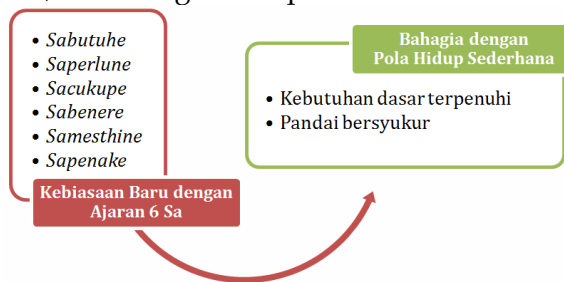 • Sabutuhe
• Saperlune
• Sacukupe
• Sabenere
• Samesthine
• Sapenake
Kebiasaan Baru dengan
Ajaran 6 Sa
Bahagia dengan
Pola Hidup Sederhana
• Kebutuhan dasar terpenuhi
• Pandai bersyukur